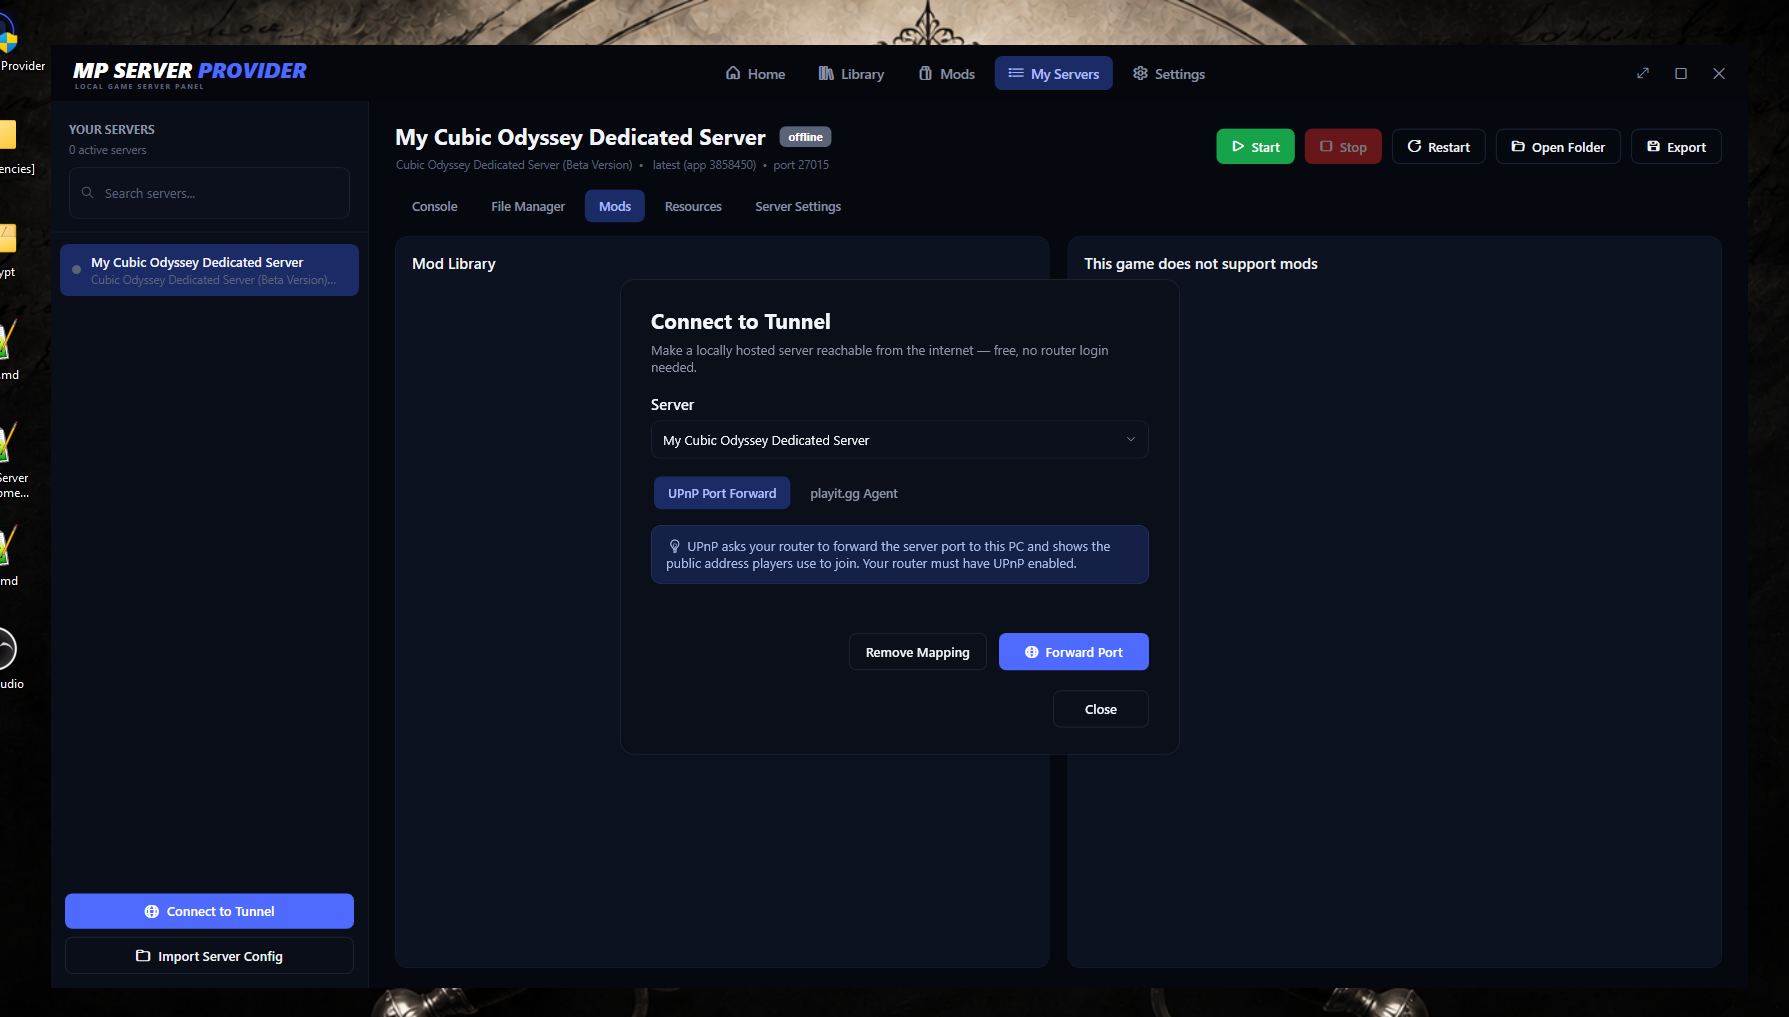 Provider
encies]
ypt
.md
Server
ome...
md
udio
MP SERVER PROVIDER
LOCAL GAME SERVER PANEL
Home
Library
Mods
My Servers
Settings
YOUR SERVERS
0 active servers
Search servers...
My Cubic Odyssey Dedicated Server
Cubic Odyssey Dedicated Server (Beta Version)...
Connect to Tunnel
Import Server Config
My Cubic Odyssey Dedicated Server offline
Cubic Odyssey Dedicated Server (Beta Version) • latest (app 3858450) • port 27015
Start
Stop
Restart
Open Folder
Export
Console
File Manager
Mods
Resources
Server Settings
Mod Library
This game does not support mods
Connect to Tunnel
Make a locally hosted server reachable from the internet — free, no router login
needed.
Server
My Cubic Odyssey Dedicated Server
UPnP Port Forward
playit.gg Agent
UPnP asks your router to forward the server port to this PC and shows the
public address players use to join. Your router must have UPnP enabled.
Remove Mapping
Forward Port
Close